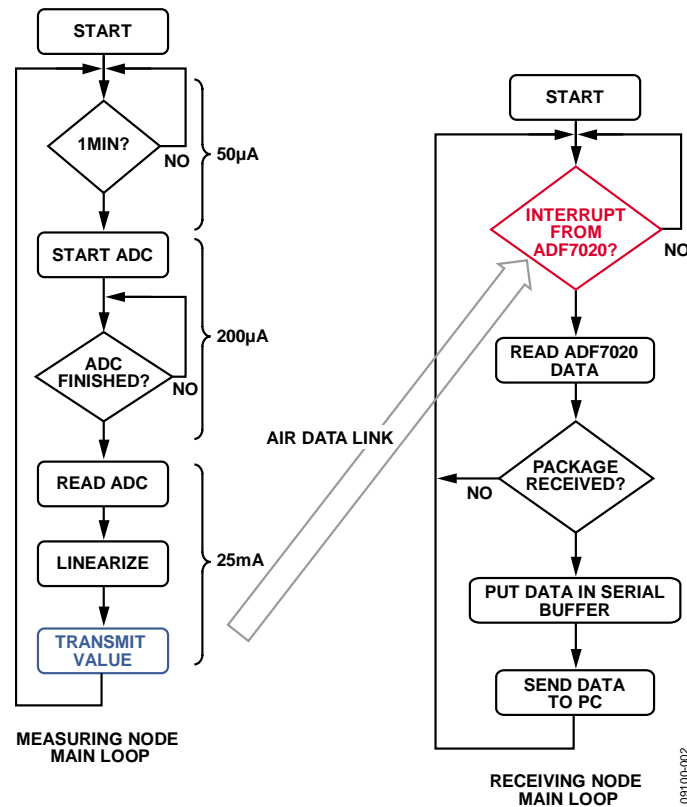 START
1MIN?
NO
50µA
START ADC
ADC
FINISHED?
NO
200µA
READ ADC
LINEARIZE
25mA
TRANSMIT
VALUE
MEASURING NODE
MAIN LOOP
AIR DATA LINK
START
INTERRUPT
FROM
ADF7020?
NO
READ ADF7020
DATA
PACKAGE
RECEIVED?
NO
PUT DATA IN SERIAL
BUFFER
SEND DATA
TO PC
RECEIVING NODE
MAIN LOOP
09100-002